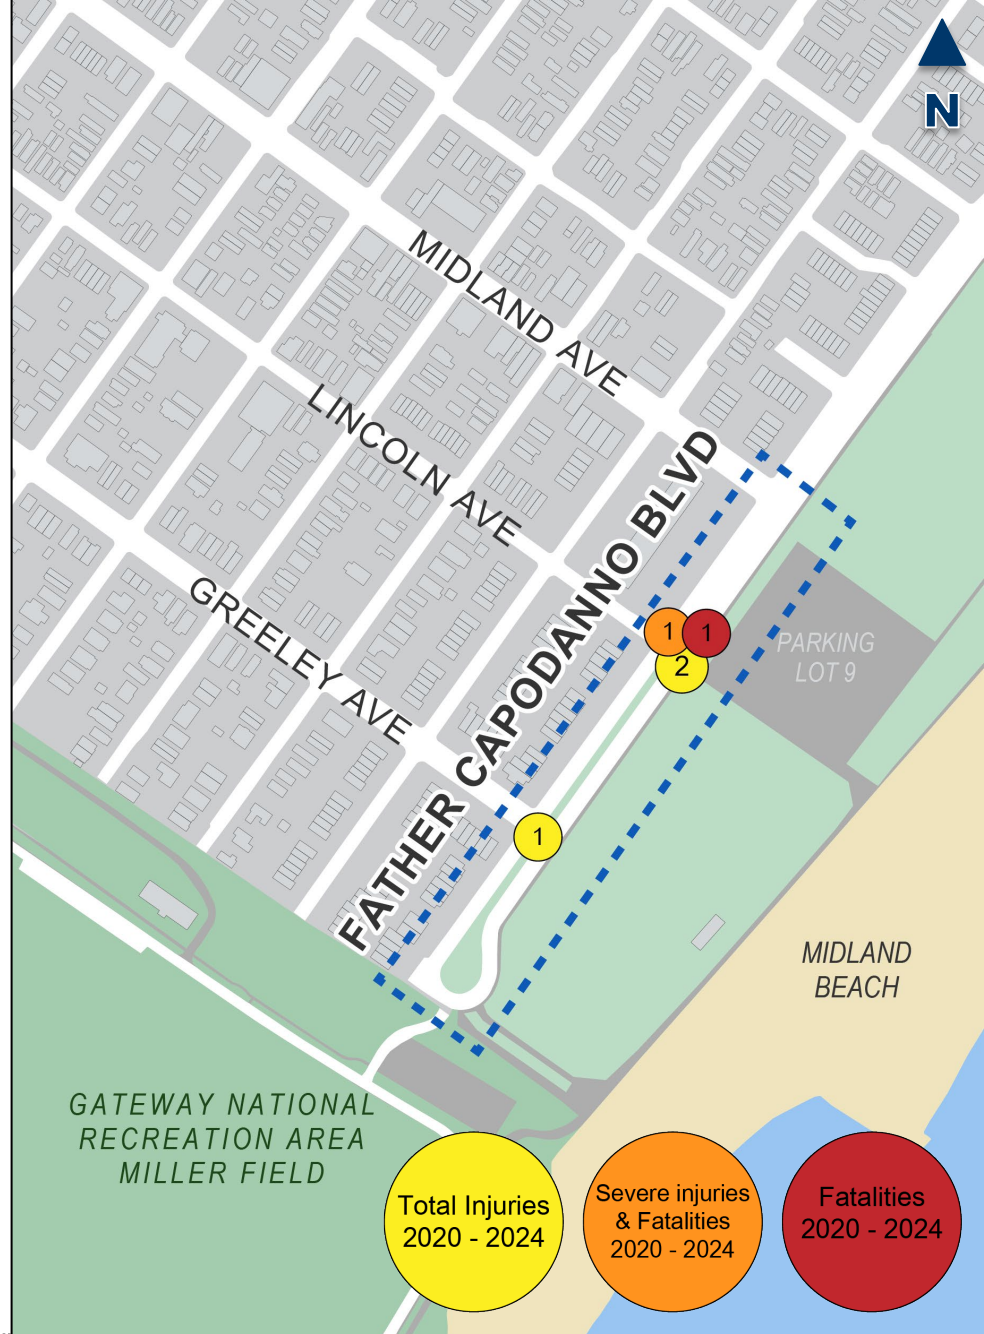 N
MIDLAND AVE
LINCOLN AVE
FATHER CAPODANNO BLVD
GREELEY AVE
1
1
2
PARKING
LOT 9
1
MIDLAND
BEACH
GATEWAY NATIONAL
RECREATION AREA
MILLER FIELD
Total Injuries
2020 - 2024
Severe injuries
& Fatalities
2020 - 2024
Fatalities
2020 - 2024